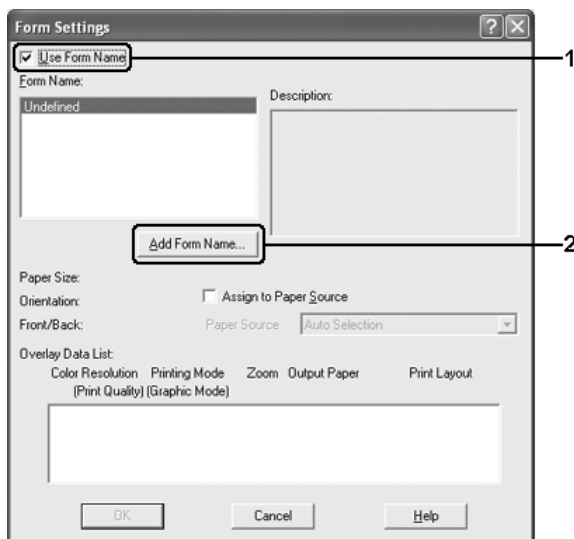 Form Settings
Use Form Name
1
Form Name:
Description:
Undefined
Add Form Name...
2
Paper Size:
Orientation:
Assign to Paper Source
Front/Back:
Paper Source
Auto Selection
Overlay Data List:
Color Resolution Printing Mode Zoom Output Paper Print Layout
(Print Quality) (Graphic Mode)
OK
Cancel
Help